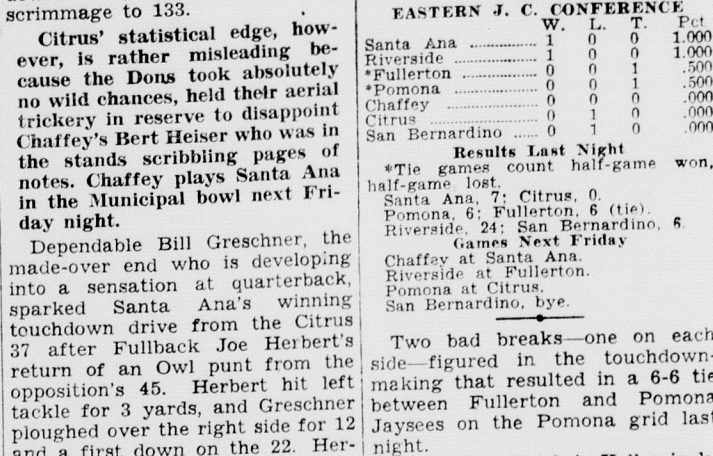 scrimmage to 133.
Citrus' statistical edge, how-
ever, is rather misleading be-
cause the Dons took absolutely
no wild chances, held their aerial
trickery in reserve to disappoint
Chaffey's Bert Heiser who was in
the stands scribbling pages of
notes. Chaffey plays Santa Ana
in the Municipal bowl next Fri-
day night.
Dependable Bill Greschner, the
made-over end who is developing
into a sensation at quarterback,
sparked Santa Ana's winning
touchdown drive from the Citrus
37 after Fullback Joe Herbert's
return of an Owl punt from the
opposition's 45. Herbert hit left
tackle for 3 yards, and Greschner
ploughed over the right side for 12
and a first down on the 22. Her-
EASTERN J. C. CONFERENCE
W. L. T. Pct
Santa Ana 1 0 0 1.000
Riverside 1 0 0 1.000
*Fullerton 0 0 1 .500
*Pomona 0 0 1 .500
Chaffey 0 0 0 .000
Citrus 0 1 0 .000
San Bernardino 0 1 0 .000
Results Last Night
*Tie games count half-game won,
half-game lost.
Santa Ana, 7; Citrus, 0.
Pomona, 6; Fullerton, 6 (tie).
Riverside, 24; San Bernardino, 6
Games Next Friday
Chaffey at Santa Ana.
Riverside at Fullerton.
Pomona at Citrus.
San Bernardino, bye.
Two bad breaks—one on each
side—figured in the touchdown-
making that resulted in a 6-6 tie
between Fullerton and Pomona
Jaysees on the Pomona grid last
night.